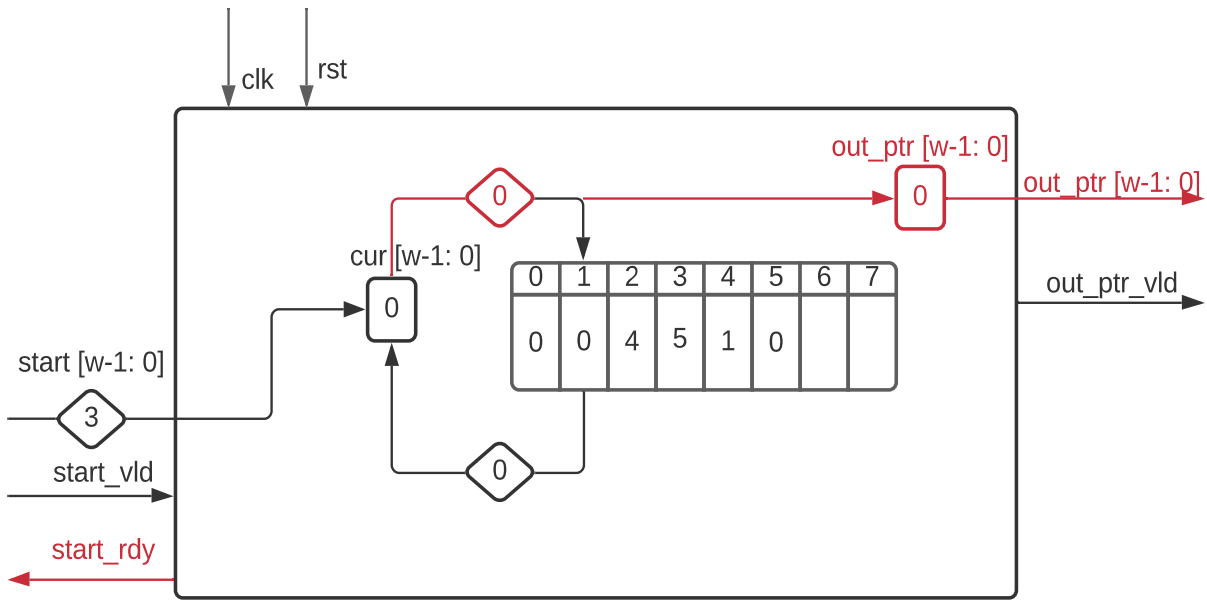 clk
rst
out_ptr [w-1: 0]
out_ptr [w-1: 0]
0
0
cur [w-1: 0]
0
0 1 2 3 4 5 6 7
0 0 4 5 1 0
out_ptr_vld
start [w-1: 0]
3
start_vld
0
start_rdy